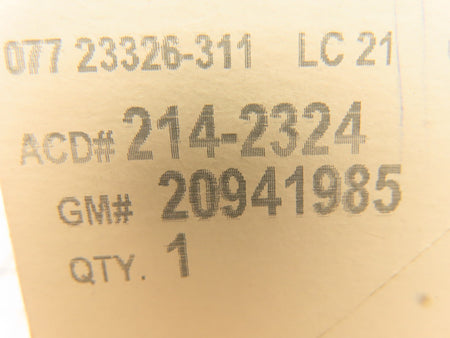 077 23326-311 LC 21
ACD# 214-2324
GM# 20941985
QTY. 1